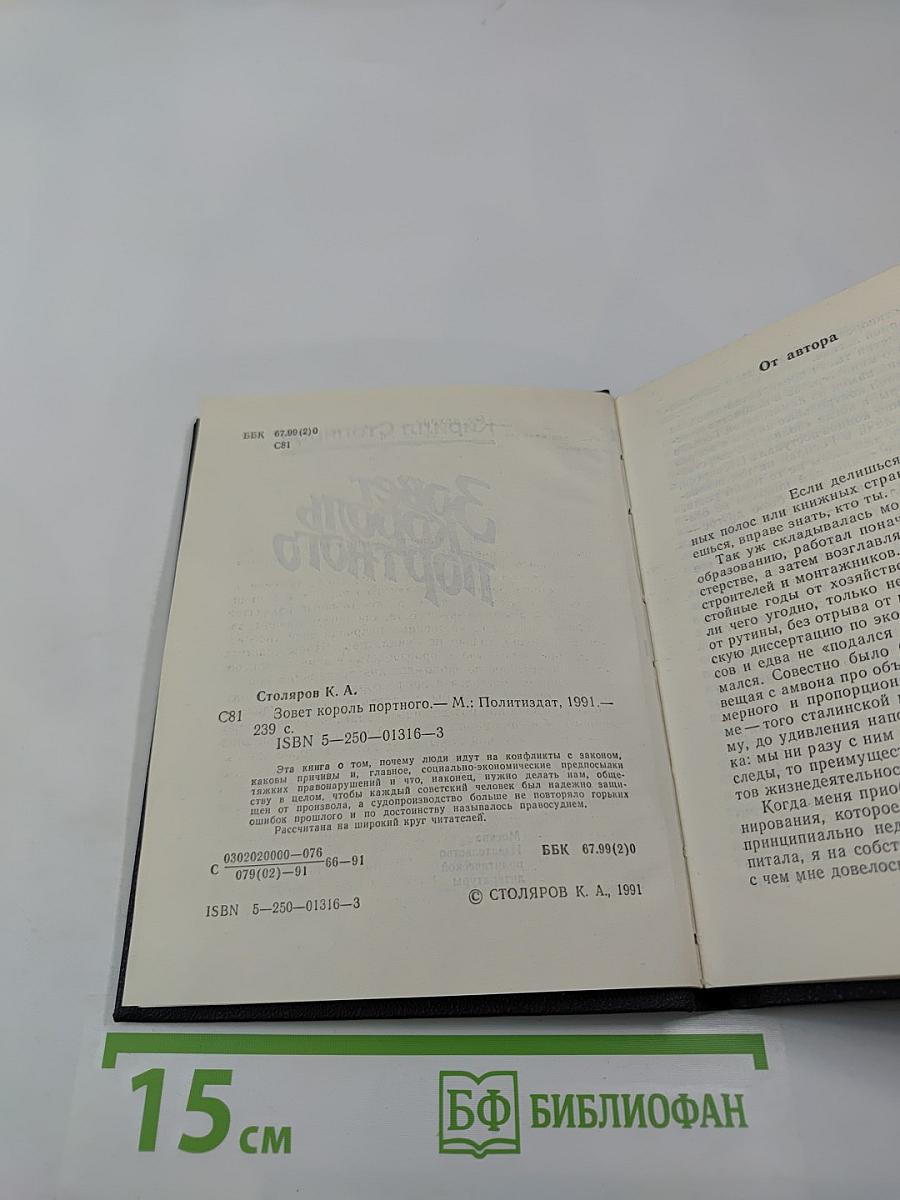 ББК 67.99(2)0
С81
Столяров К. А.
С81 Зовет король портного.— М.: Политиздат, 1991.—
239 с.
ISBN 5—250—01316—3
Эта книга о том, почему люди идут на конфликты с законом,
каковы причины и, главное, социально-экономические предпосылки
тяжких правонарушений и что, наконец, нужно делать нам, обще-
ству в целом, чтобы каждый советский человек был надежно защи-
щен от произвола, а судопроизводство больше не повторяло горьких
ошибок прошлого и по достоинству называлось правосудием.
Рассчитана на широкий круг читателей.
С 0302020000—076
079(02)—91 66—91
ББК 67.99(2)0
ISBN 5—250—01316—3
© СТОЛЯРОВ К. А., 1991
От автора
Если делишься
ных полос или книжных стран
ешься, вправе знать, кто ты.
Так уж складывалась мо
образованию, работал понач
стерстве, а затем возглавля
строителей и монтажников.
стойные годы от хозяйстве
ли чего угодно, только не
от рутины, без отрыва от
скую диссертацию по эко
сов и едва не «подался
мался. Совестно было
вещая с амвона про объ
мерного и пропорцион
ме — того сталинской
му, до удивления напо
ка: мы ни разу с ним
следы, то преимущест
тов жизнедеятельнос
Когда меня приоб
нирования, которое
принципиально нед
питала, я на собст
с чем мне довелос
15 см
БФ БИБЛИОФАН